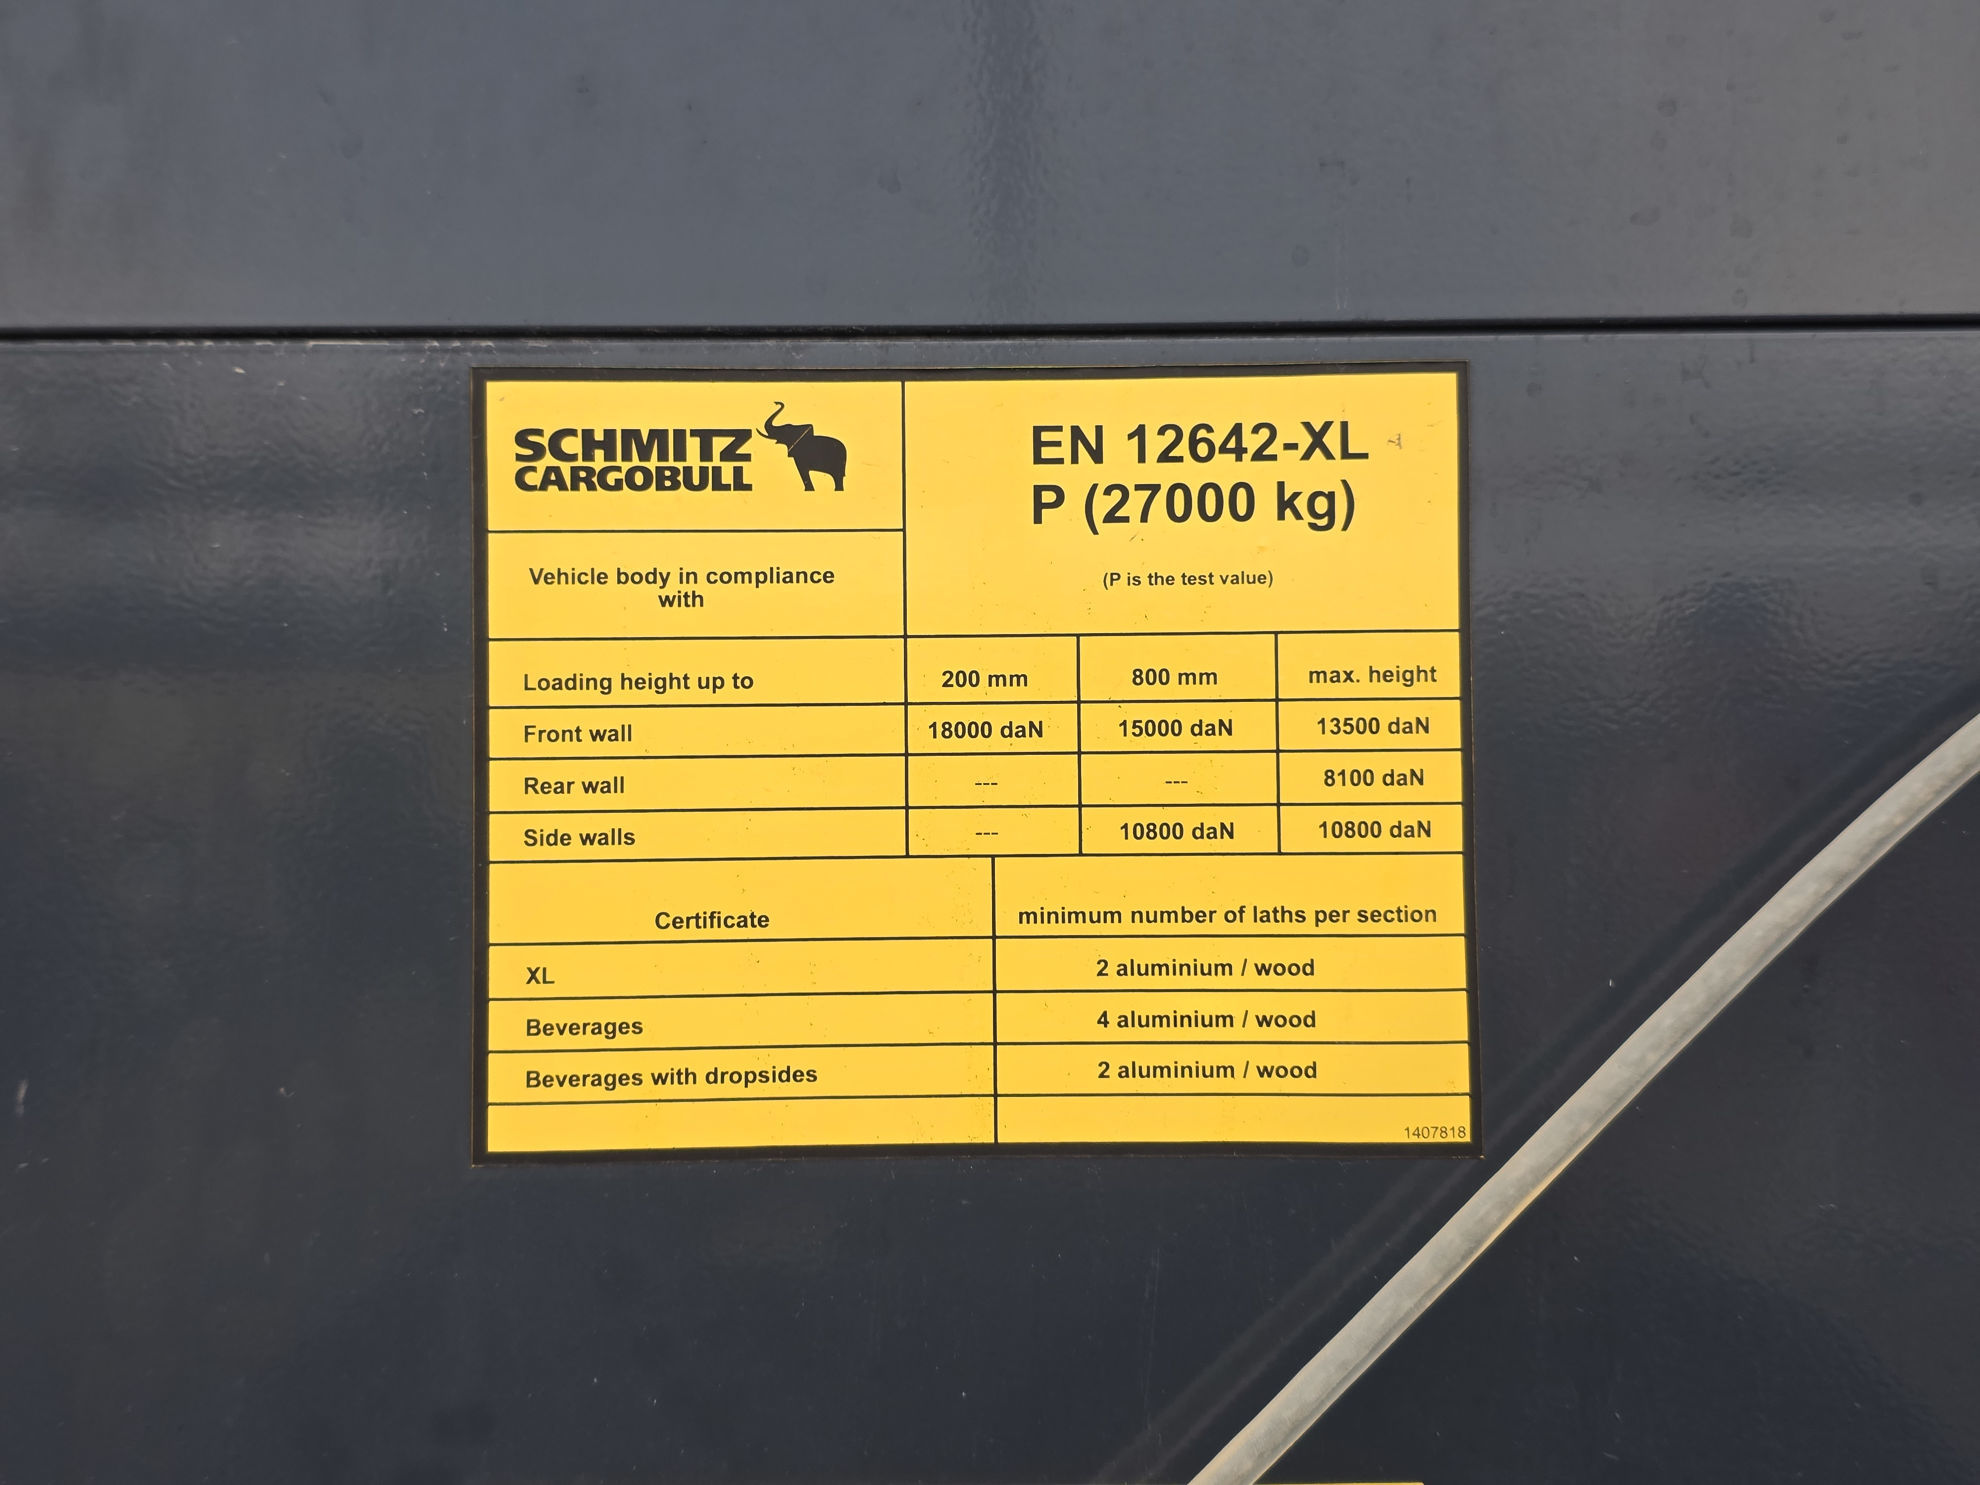 SCHMITZ
CARGOBULL
EN 12642-XL
P (27000 kg)
(P is the test value)
Vehicle body in compliance
with
Loading height up to 200 mm 800 mm max. height
Front wall 18000 daN 15000 daN 13500 daN
Rear wall --- --- 8100 daN
Side walls --- 10800 daN 10800 daN
Certificate minimum number of laths per section
XL 2 aluminium / wood
Beverages 4 aluminium / wood
Beverages with dropsides 2 aluminium / wood
1407818